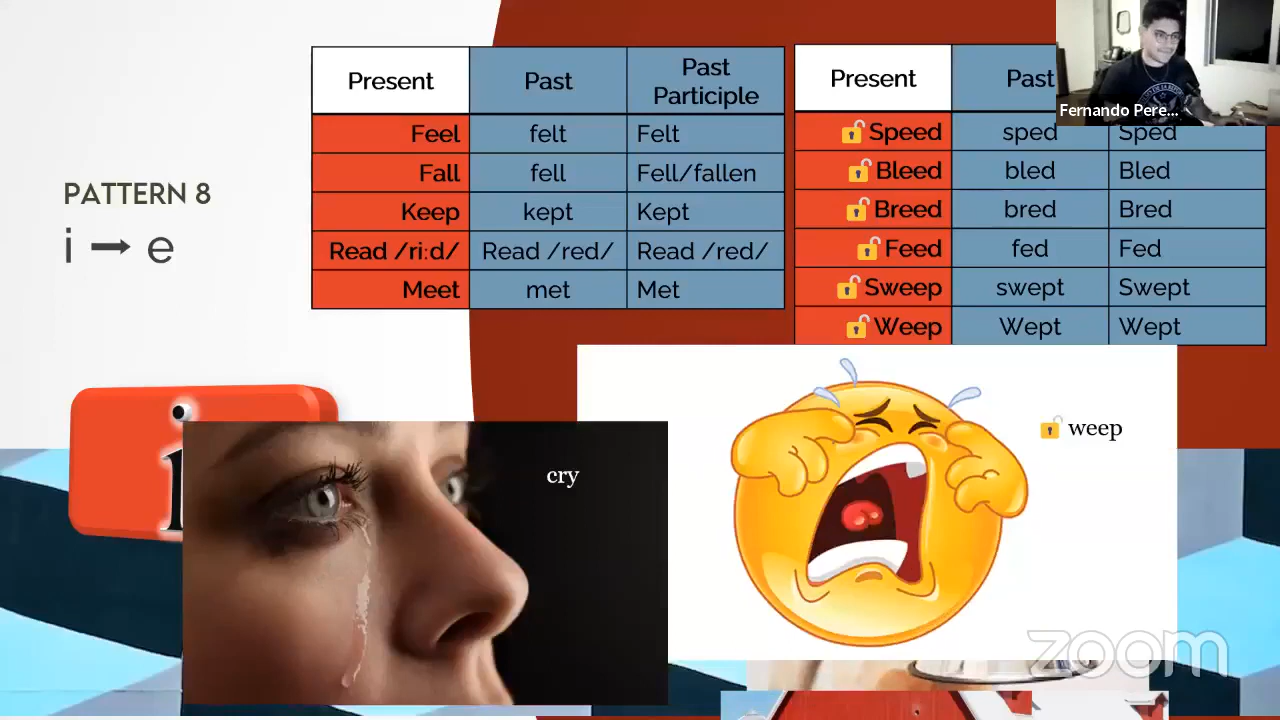 PATTERN 8
i → e
Present Past Past Participle
Feel felt Felt
Fall fell Fell/fallen
Keep kept Kept
Read /ri:d/ Read /red/ Read /red/
Meet met Met
Present Past
🔓 Speed sped Sped
🔓 Bleed bled Bled
🔓 Breed bred Bred
🔓 Feed fed Fed
🔓 Sweep swept Swept
🔓 Weep Wept Wept
Fernando Pere...
i
cry
🔓 weep
zoom